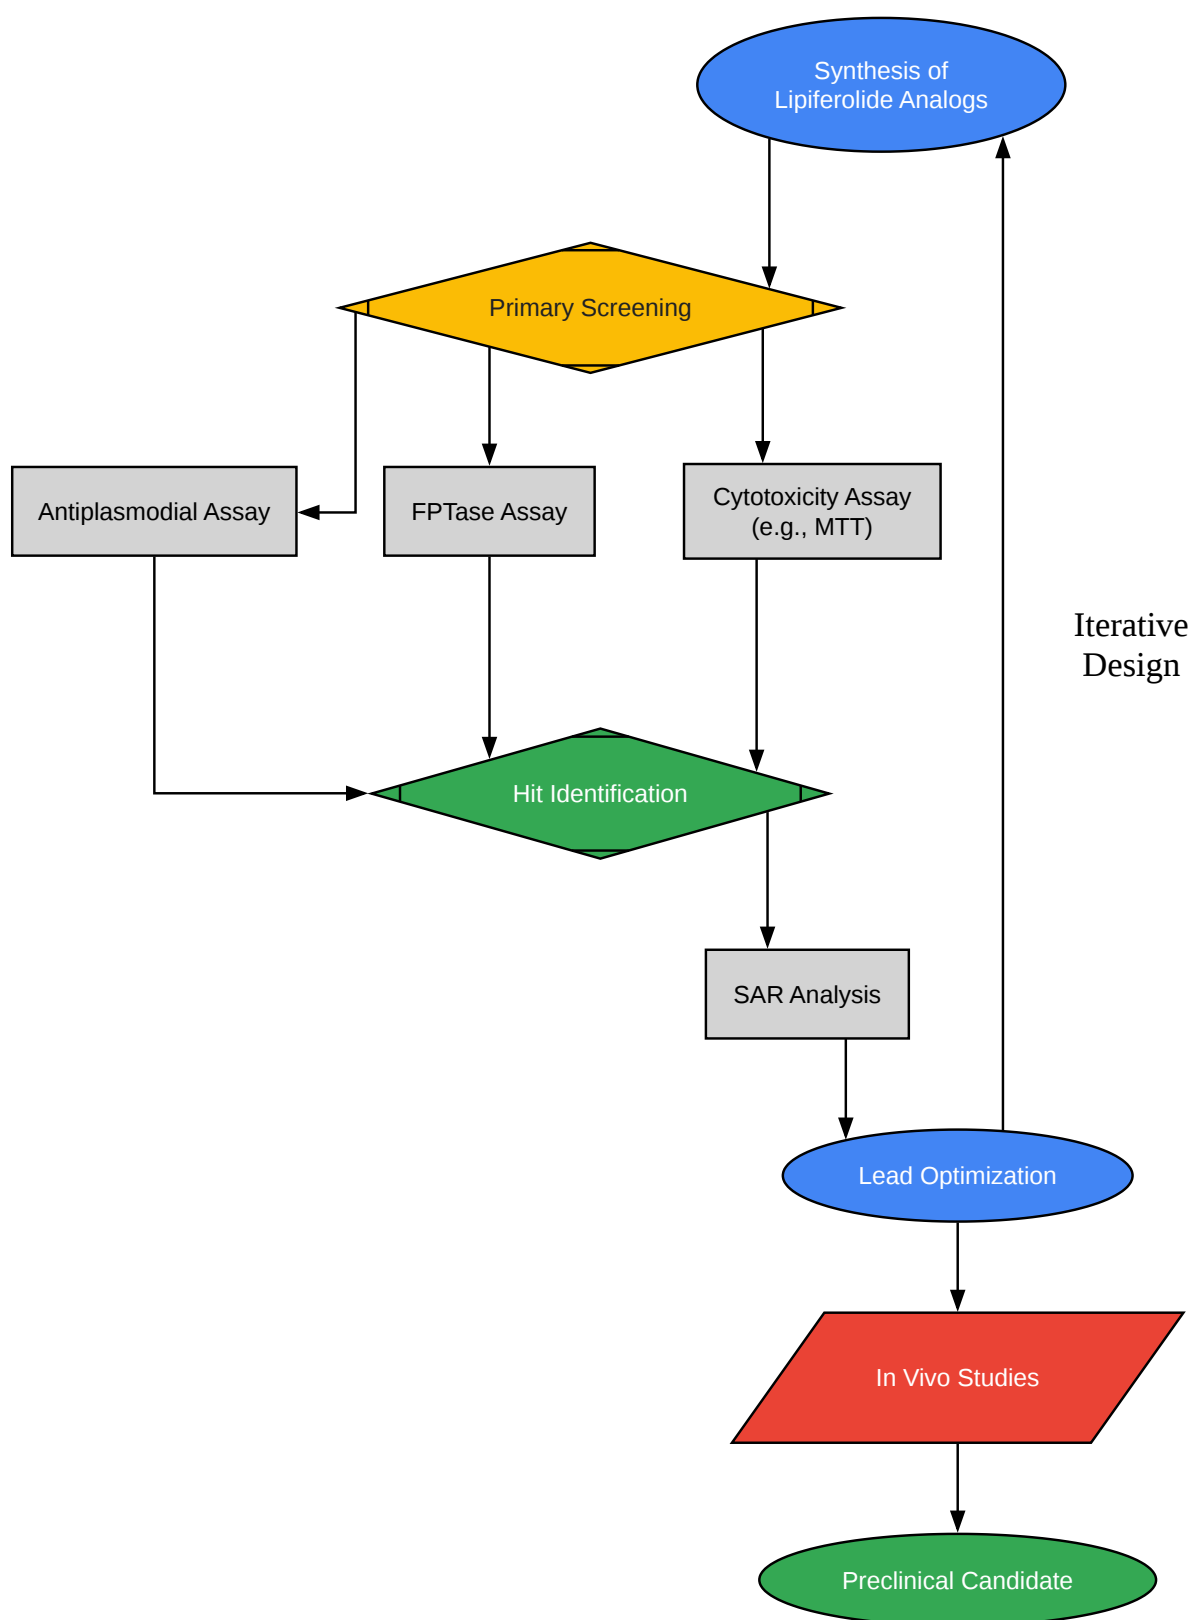 Synthesis of
Lipiferolide Analogs
Primary Screening
Antiplasmodial Assay
FPTase Assay
Cytotoxicity Assay
(e.g., MTT)
Iterative
Design
Hit Identification
SAR Analysis
Lead Optimization
In Vivo Studies
Preclinical Candidate